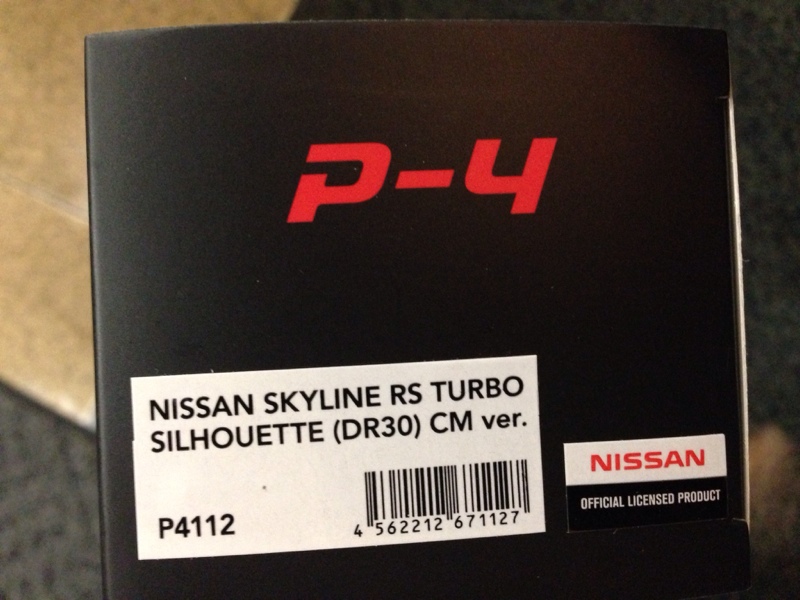 P-4
NISSAN SKYLINE RS TURBO
SILHOUETTE (DR30) CM ver.
P4112
4 562212 671127
NISSAN
OFFICIAL LICENSED PRODUCT